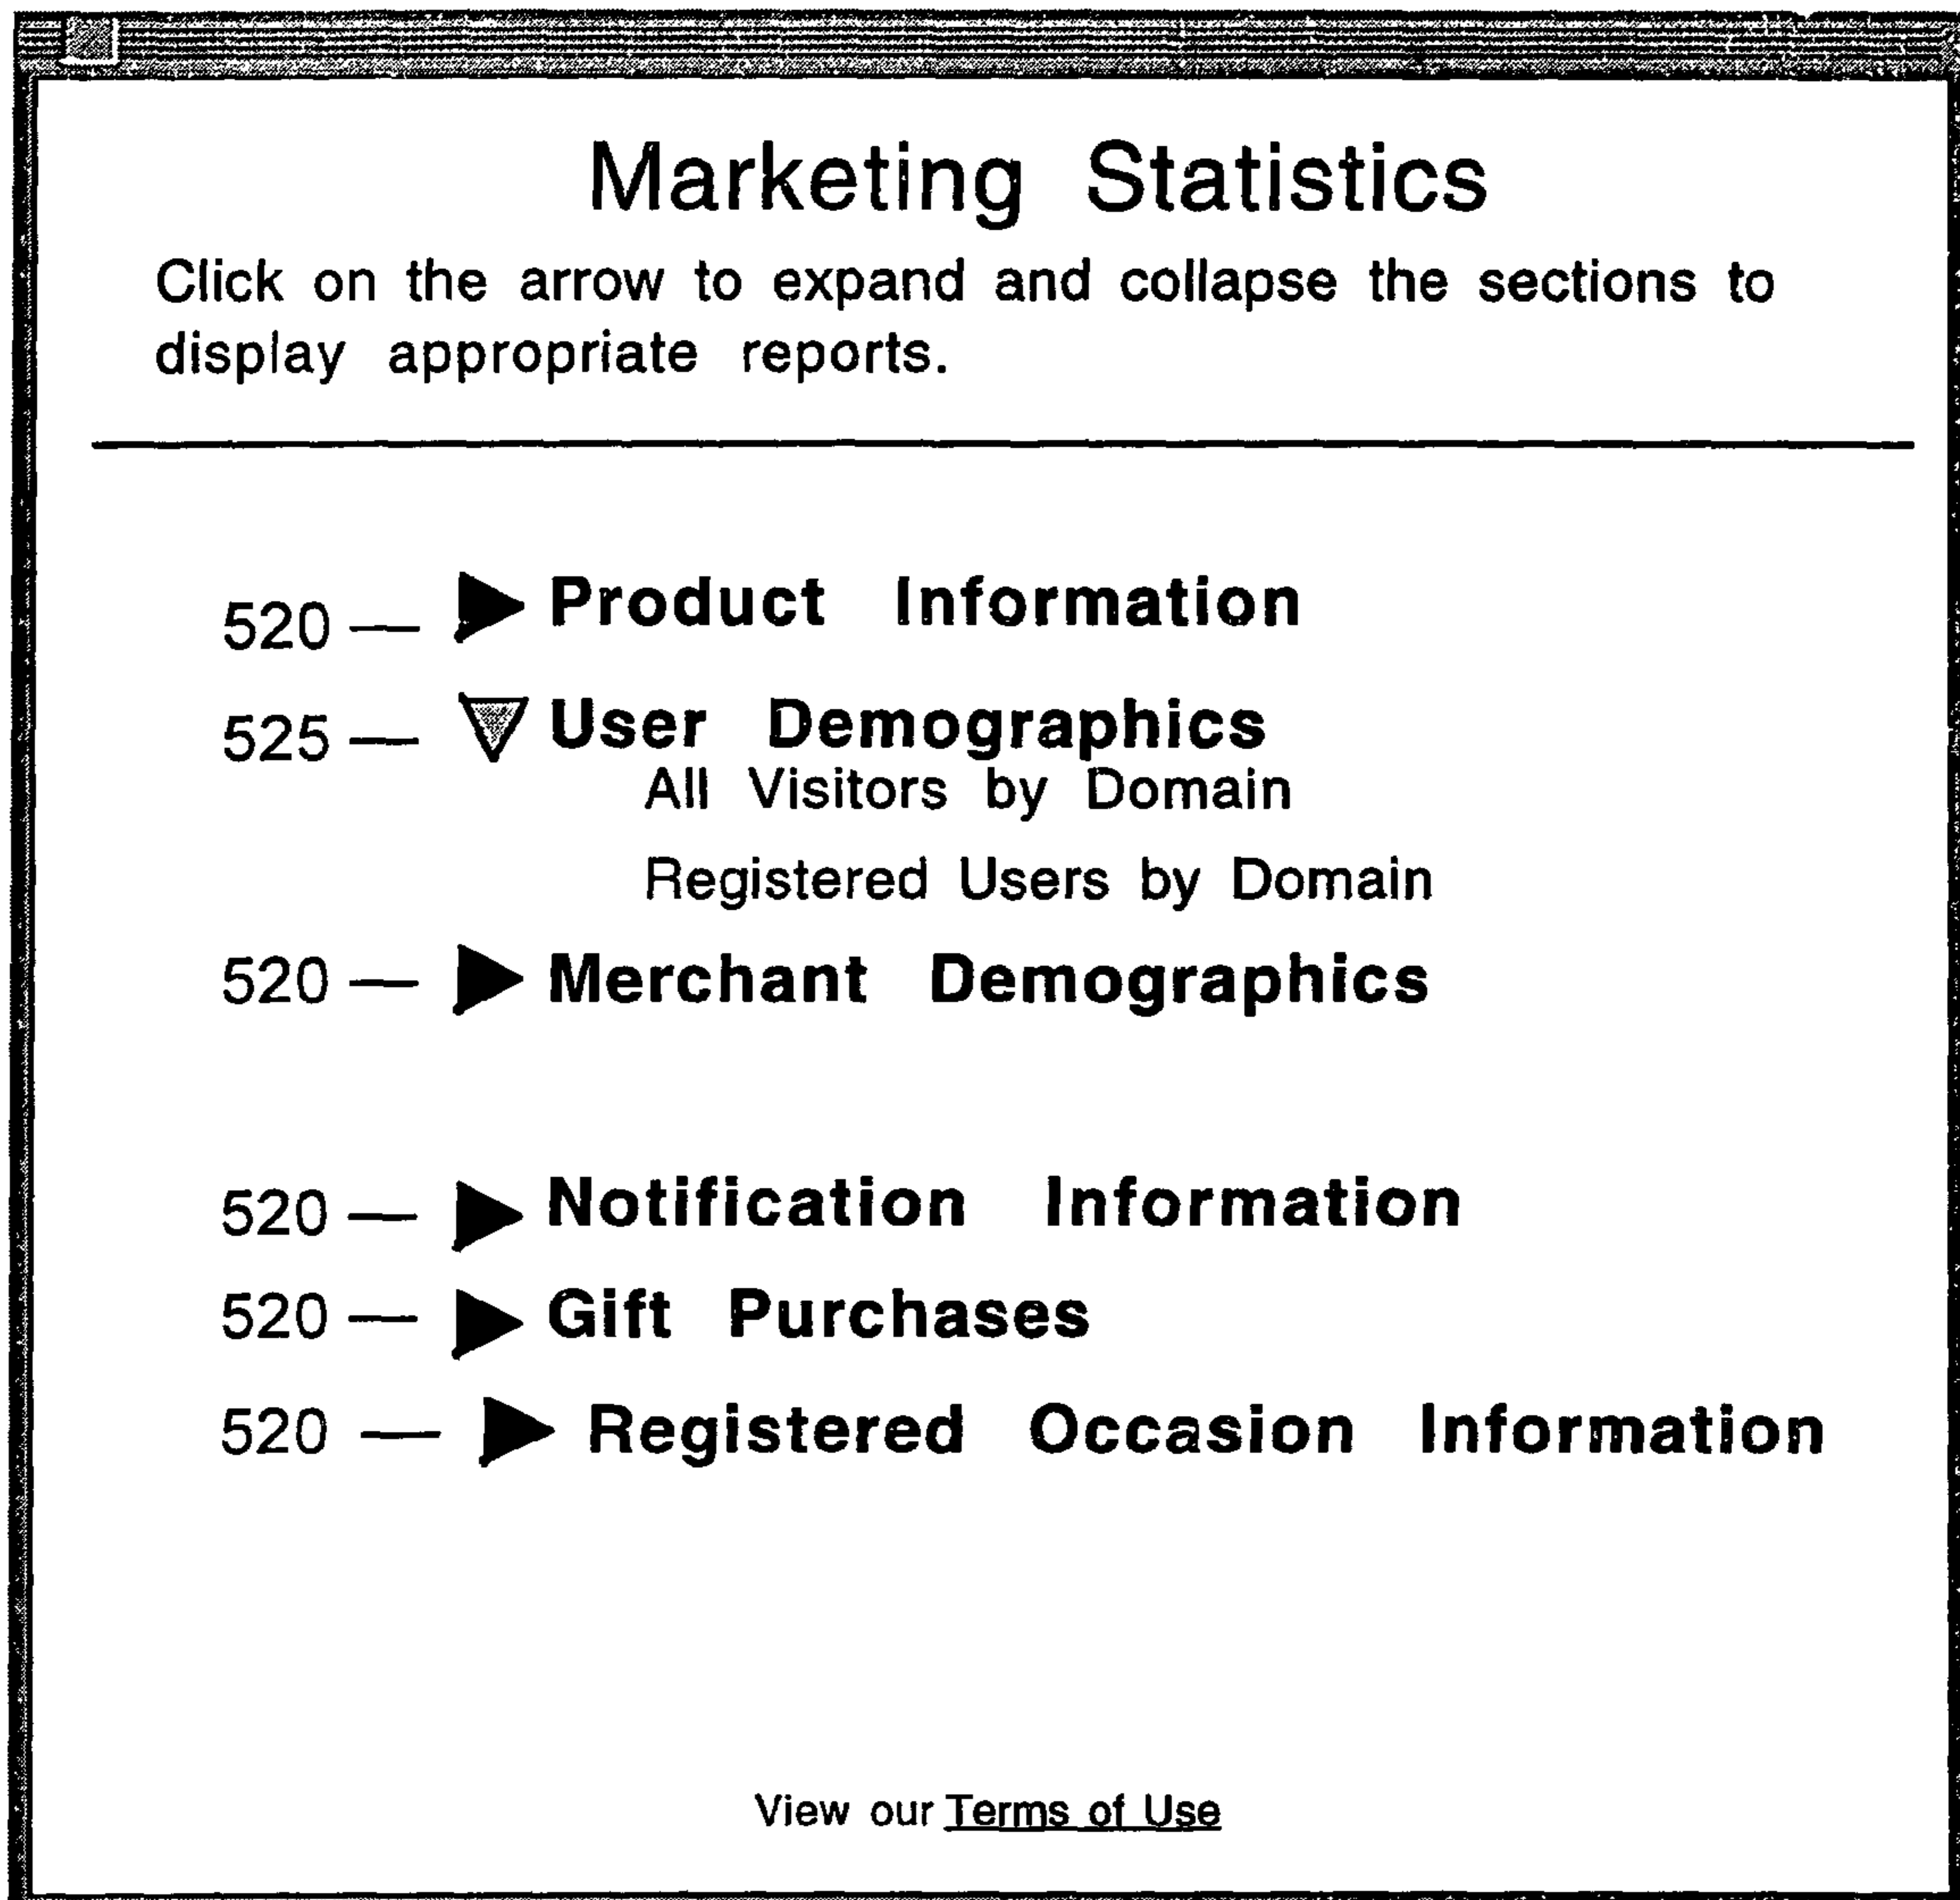 Marketing Statistics
Click on the arrow to expand and collapse the sections to
display appropriate reports.
520 Product Information
525 User Demographics
All Visitors by Domain
Registered Users by Domain
520 Merchant Demographics
520 Notification Information
520 Gift Purchases
520 Registered Occasion Information
View our Terms of Use